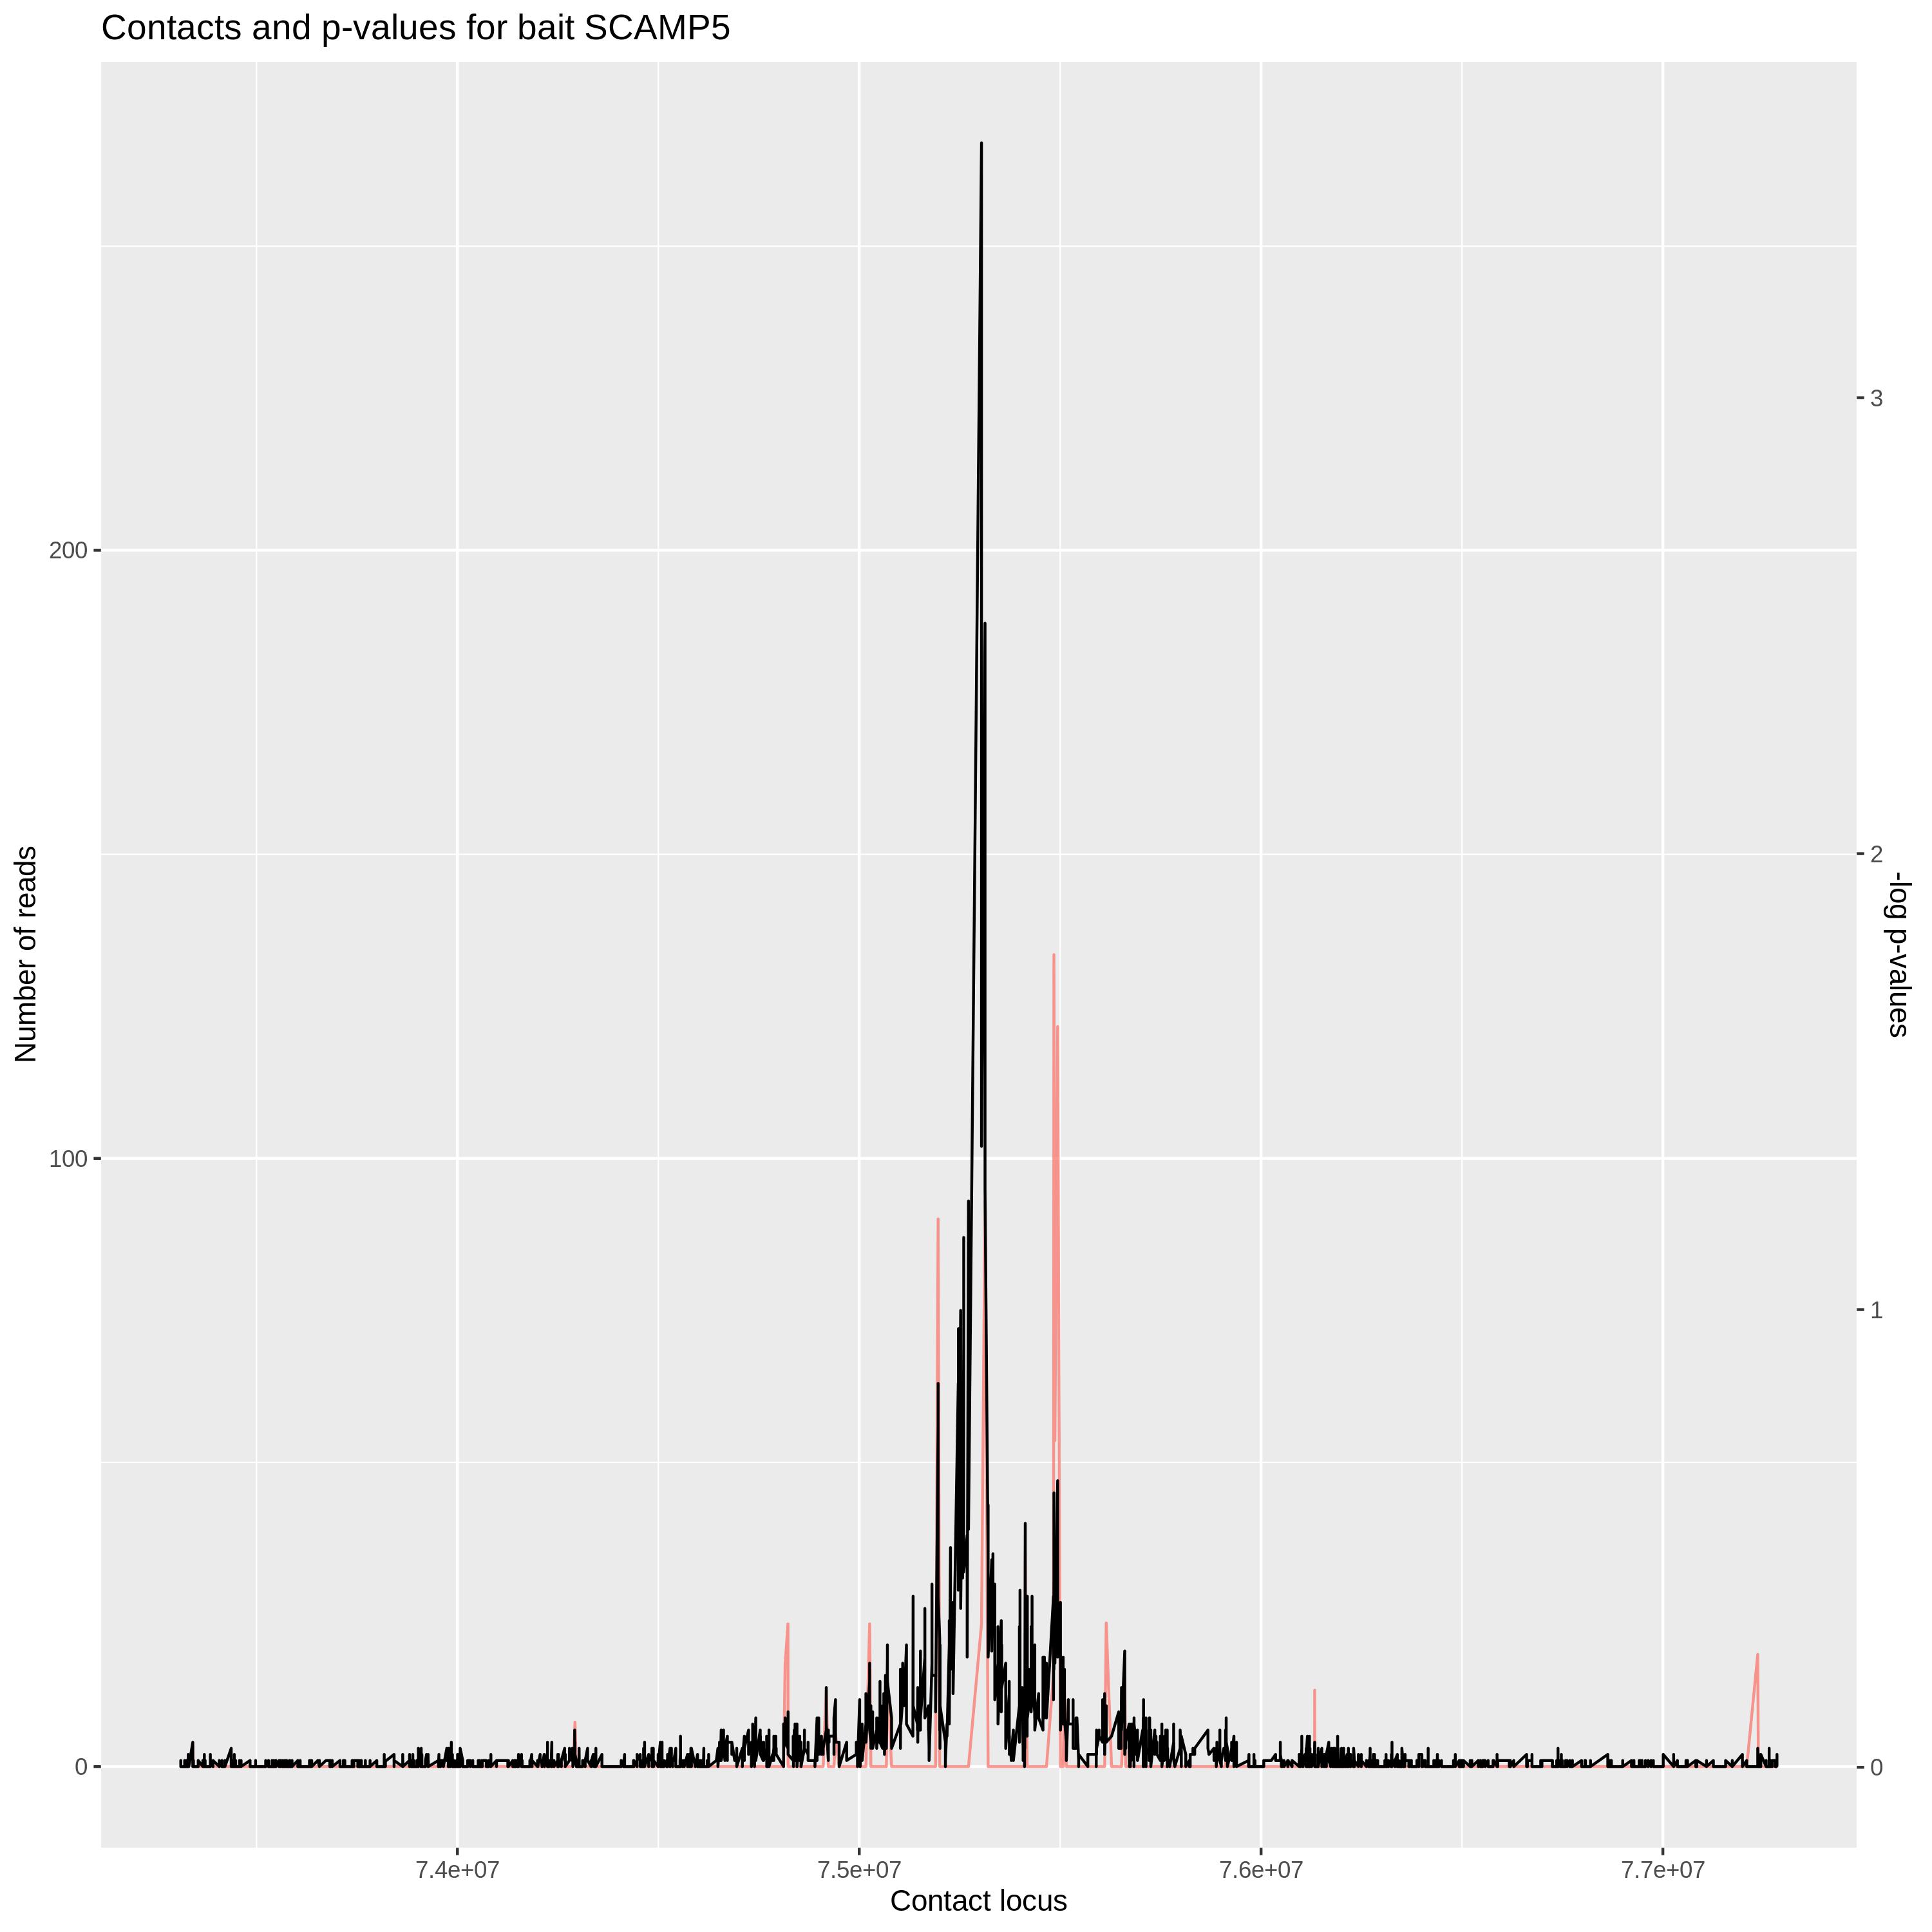 Contacts and p-values for bait SCAMP5
Number of reads
200
100
0
3
2
1
0
-log p-values
7.4e+07
7.5e+07
7.6e+07
7.7e+07
Contact locus